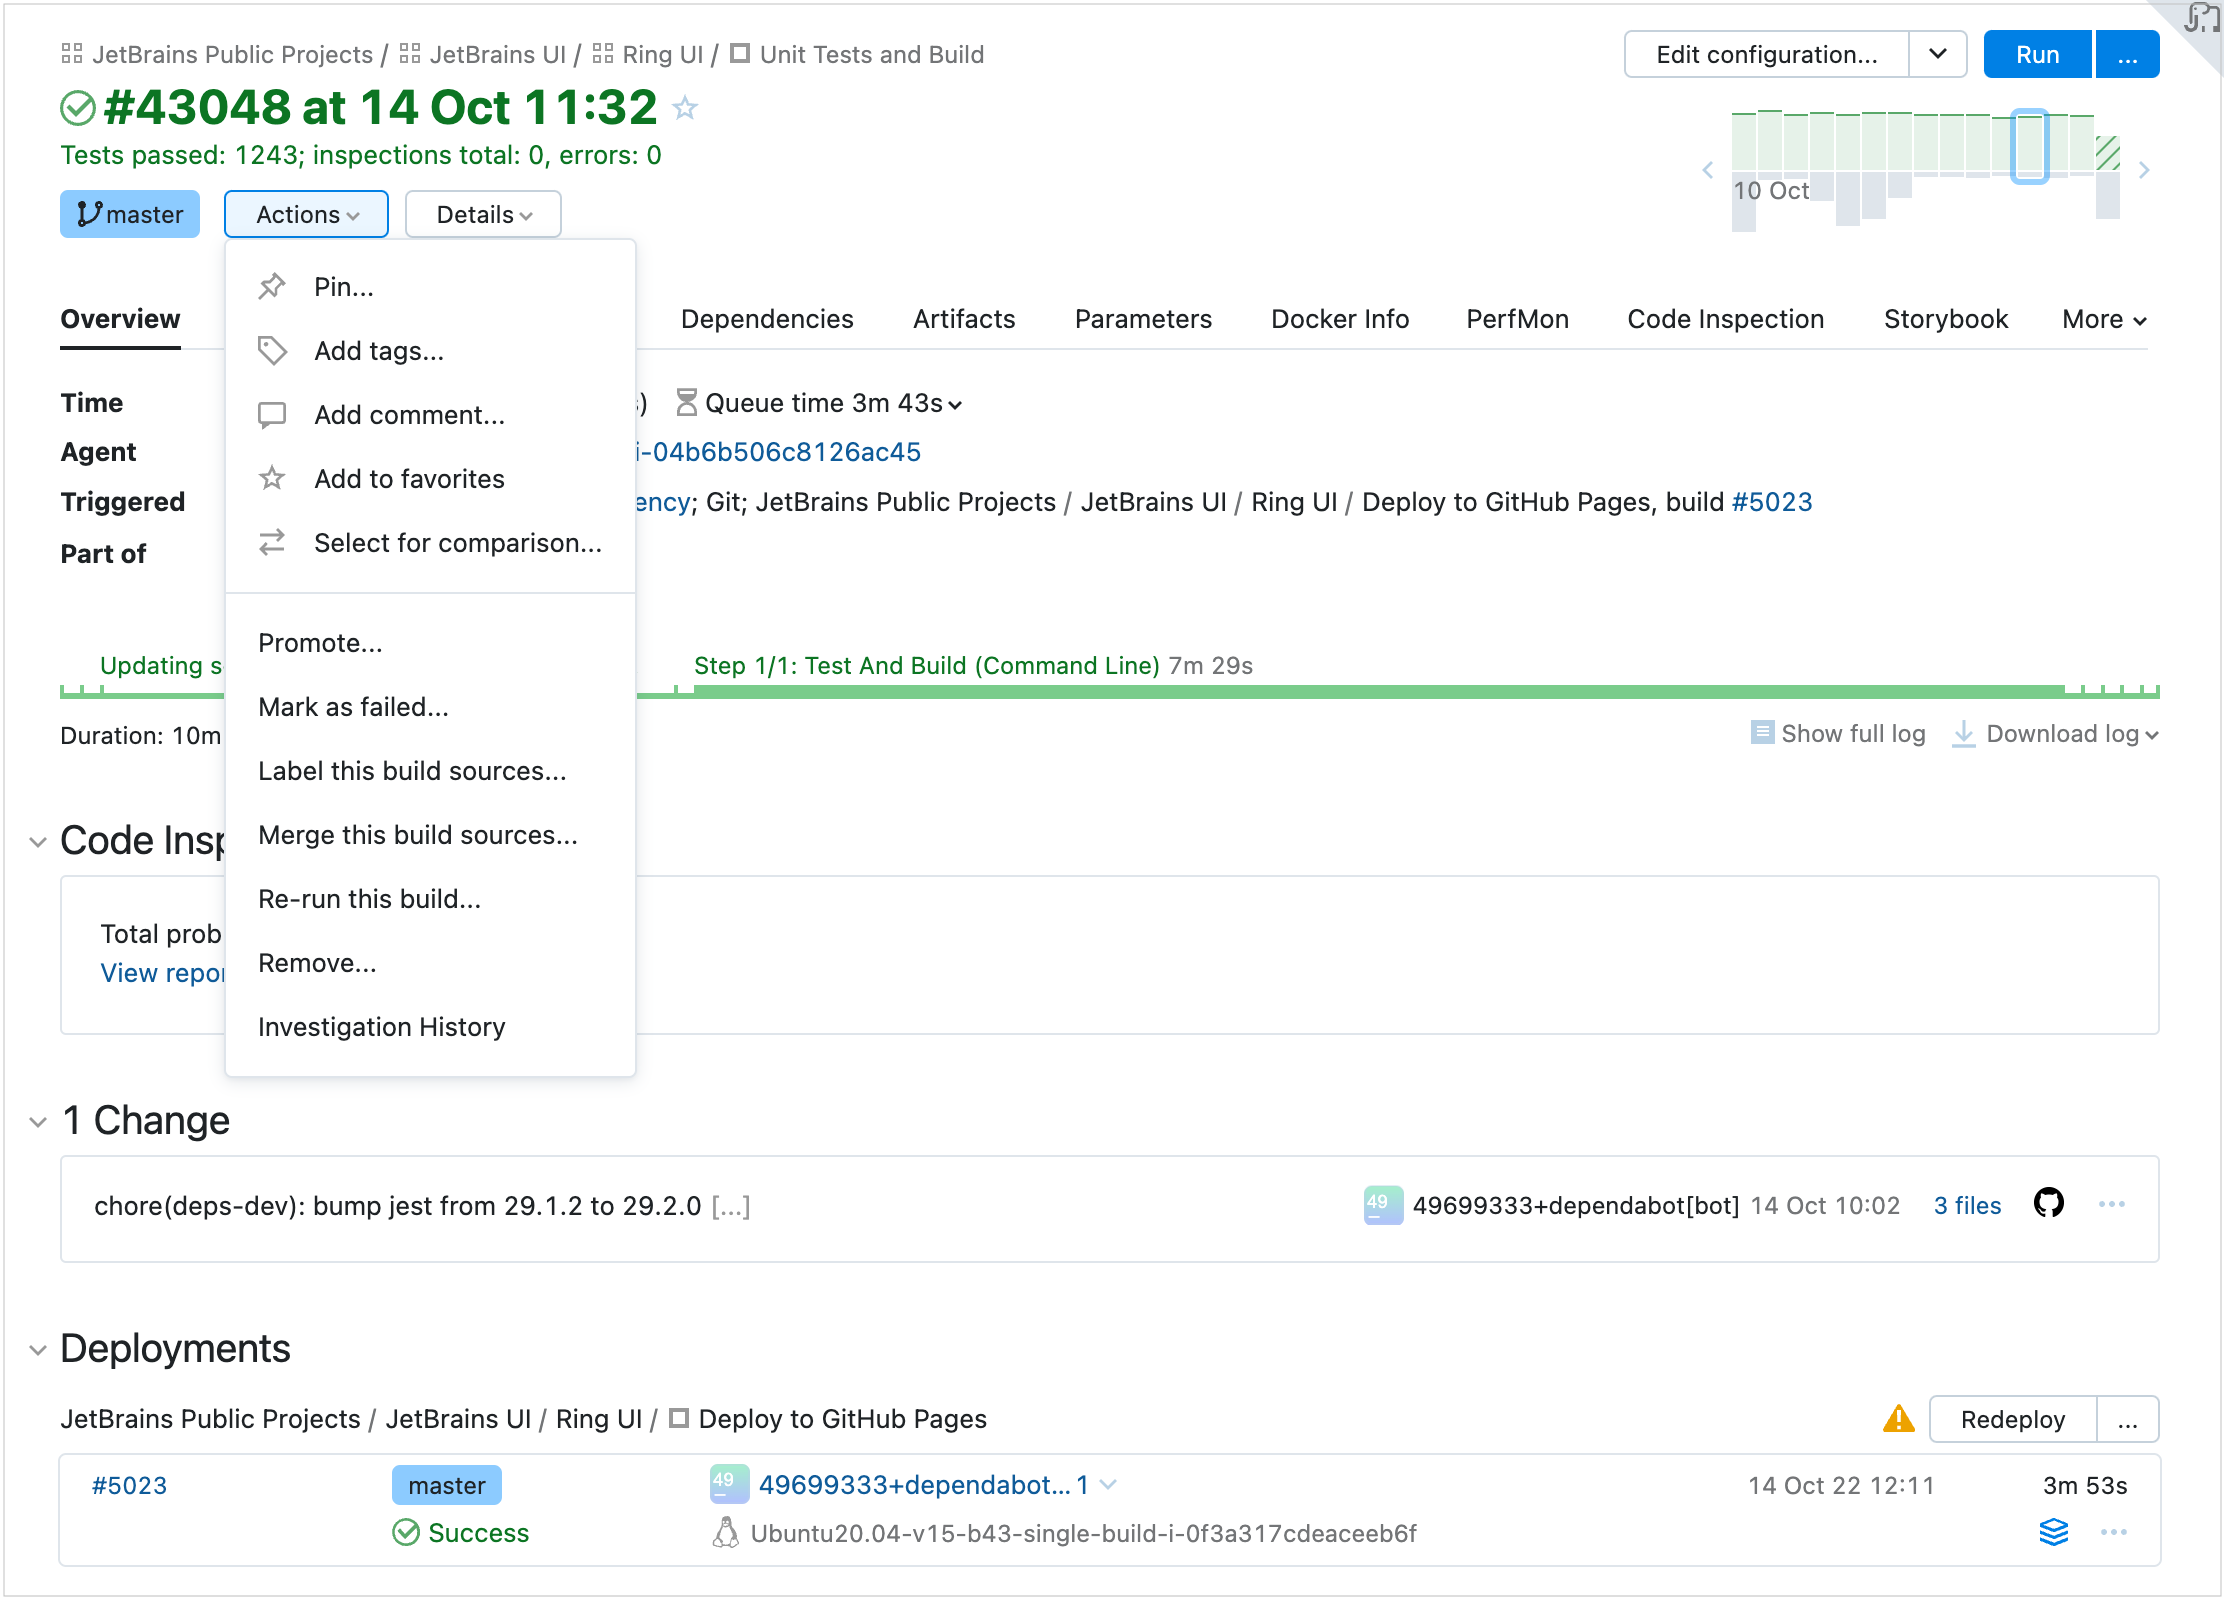 JetBrains Public Projects / JetBrains UI / Ring UI / Unit Tests and Build
Edit configuration...
Run
...
#43048 at 14 Oct 11:32
Tests passed: 1243; inspections total: 0, errors: 0
10 Oct
master
Actions
Details
Pin...
Add tags...
Add comment...
Add to favorites
Select for comparison...
Promote...
Mark as failed...
Label this build sources...
Merge this build sources...
Re-run this build...
Remove...
Investigation History
Overview
Dependencies
Artifacts
Parameters
Docker Info
PerfMon
Code Inspection
Storybook
More
Time
) Queue time 3m 43s
Agent
i-04b6b506c8126ac45
Triggered
ency; Git; JetBrains Public Projects / JetBrains UI / Ring UI / Deploy to GitHub Pages, build #5023
Part of
Updating s
Step 1/1: Test And Build (Command Line) 7m 29s
Duration: 10m
Show full log
Download log
Code Insp
Total prob
View repor
1 Change
chore(deps-dev): bump jest from 29.1.2 to 29.2.0 [...]
49
49699333+dependabot[bot] 14 Oct 10:02
3 files
...
Deployments
JetBrains Public Projects / JetBrains UI / Ring UI / Deploy to GitHub Pages
Redeploy
...
#5023
master
49
49699333+dependabot... 1
14 Oct 22 12:11
3m 53s
Success
Ubuntu20.04-v15-b43-single-build-i-0f3a317cdeaceeb6f
...